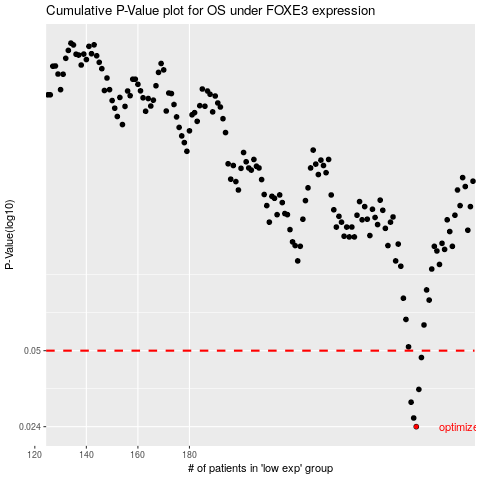 Cumulative P-Value plot for OS under FOXE3 expression
P-Value(log10)
0.05
0.024
optimize
120 140 160 180
# of patients in 'low exp' group